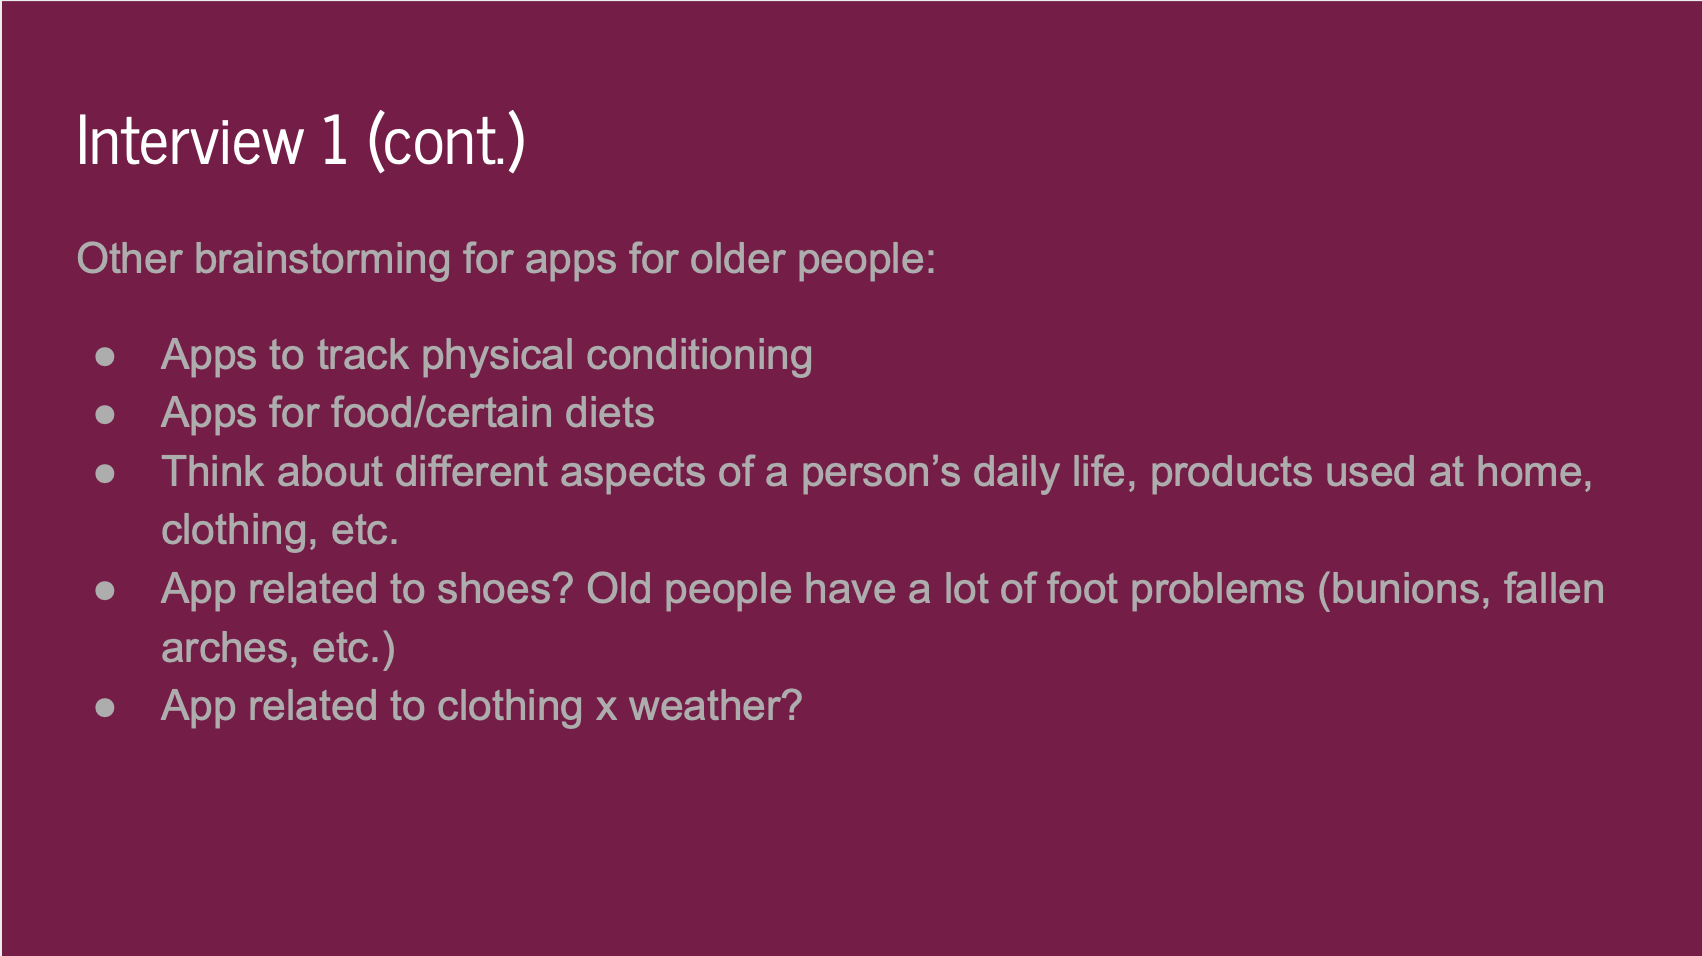 Interview 1 (cont.)
Other brainstorming for apps for older people:
● Apps to track physical conditioning
● Apps for food/certain diets
● Think about different aspects of a person’s daily life, products used at home,
clothing, etc.
● App related to shoes? Old people have a lot of foot problems (bunions, fallen
arches, etc.)
● App related to clothing x weather?